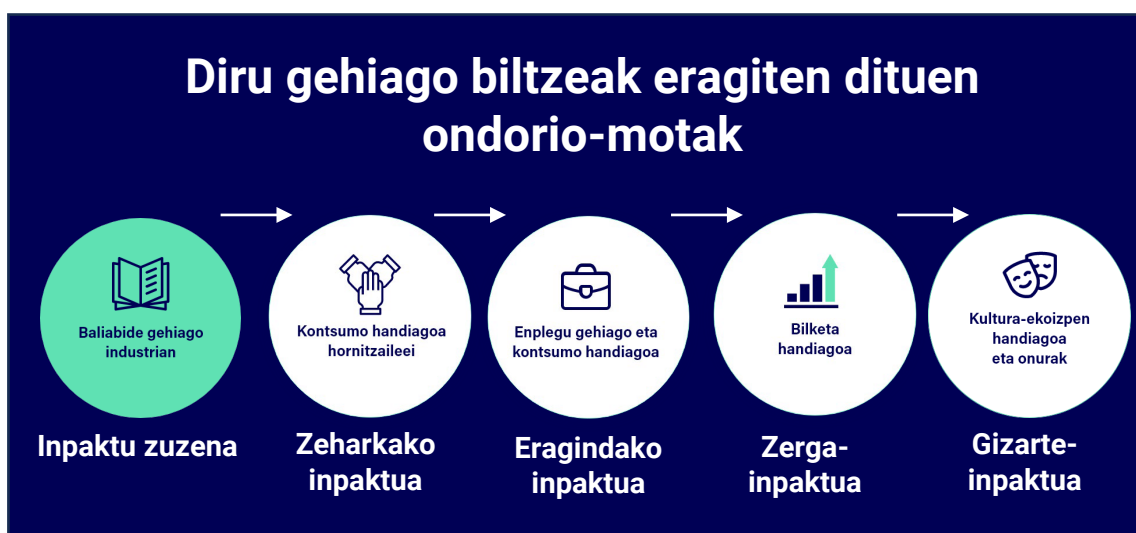 Diru gehiago biltzeak eragiten dituen
ondorio-motak
Baliabide gehiago
industrian
Inpaktu zuzena
Kontsumo handiagoa
hornitzaileei
Zeharkako
inpaktua
Enplegu gehiago eta
kontsumo handiagoa
Eragindako
inpaktua
Bilketa
handiagoa
Zerga-
inpaktua
Kultura-ekoizpen
handiagoa
eta onurak
Gizarte-
inpaktua